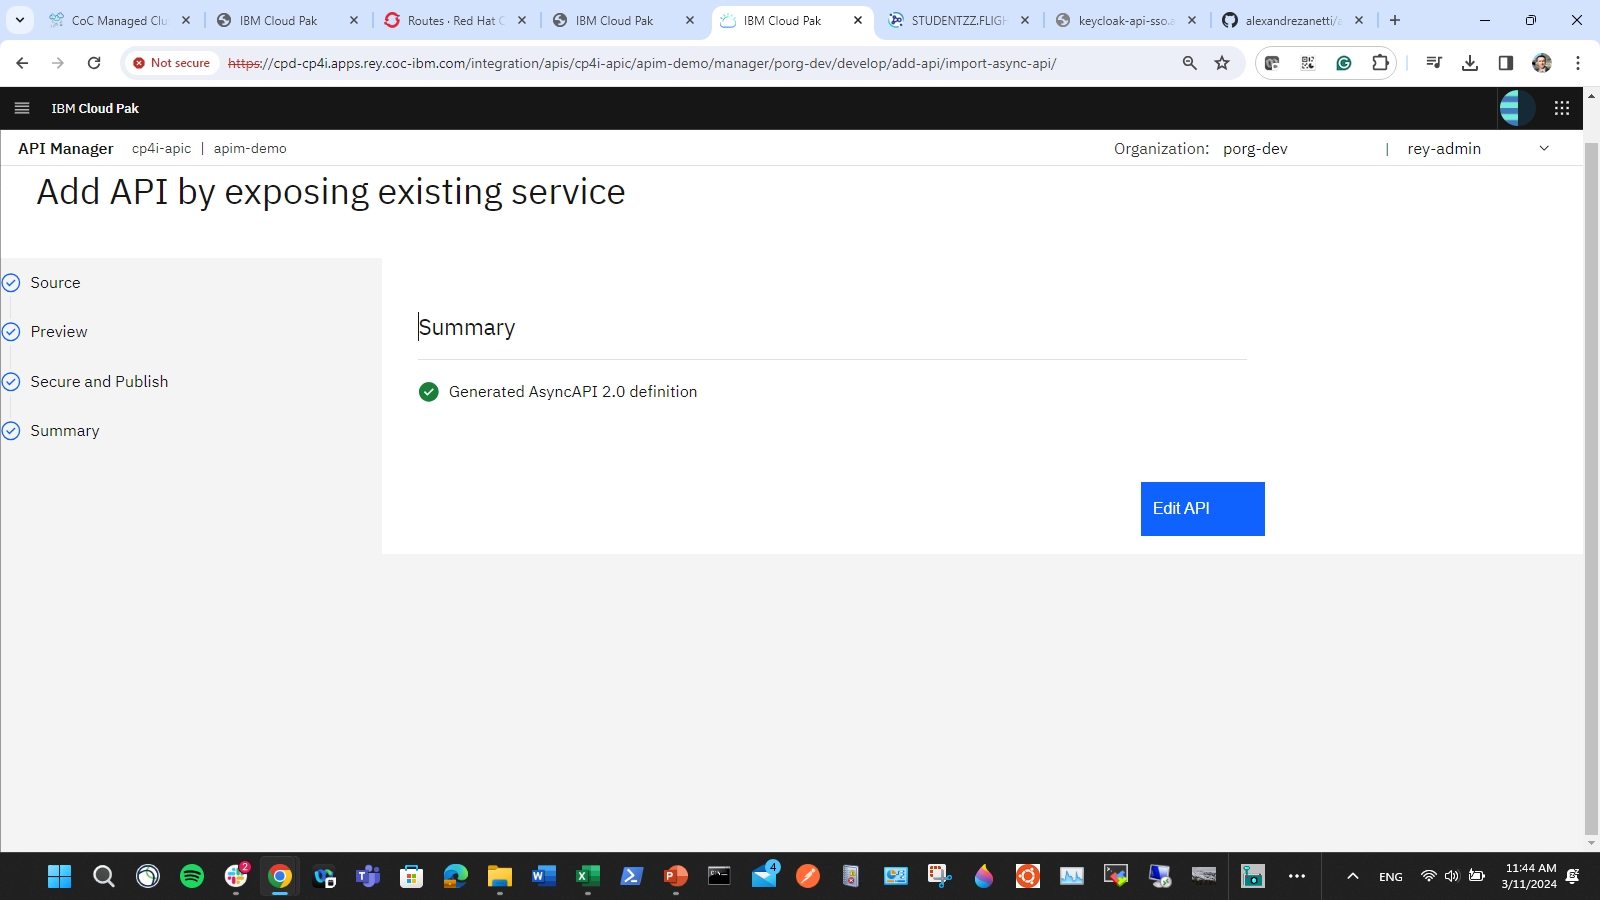 CoC Managed Clu
IBM Cloud Pak
Routes · Red Hat C
IBM Cloud Pak
IBM Cloud Pak
STUDENTZZ.FLIGH
keycloak-api-sso.a
alexandrezanetti/a
Not secure
https://cpd-cp4i.apps.rey.coc-ibm.com/integration/apis/cp4i-apic/apim-demo/manager/porg-dev/develop/add-api/import-async-api/
IBM Cloud Pak
API Manager cp4i-apic | apim-demo
Organization: porg-dev | rey-admin
Add API by exposing existing service
Source
Preview
Secure and Publish
Summary
Summary
Generated AsyncAPI 2.0 definition
Edit API
2
4
ENG
11:44 AM
3/11/2024